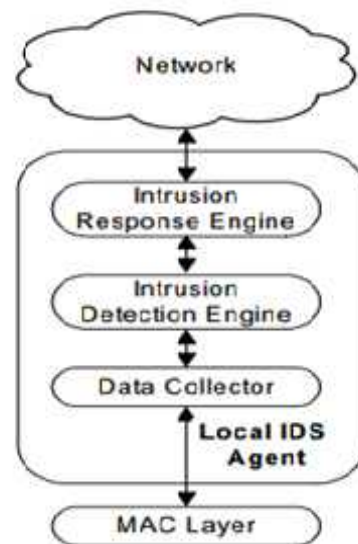 Network
Intrusion
Response Engine
Intrusion
Detection Engine
Data Collector
Local IDS
Agent
MAC Layer